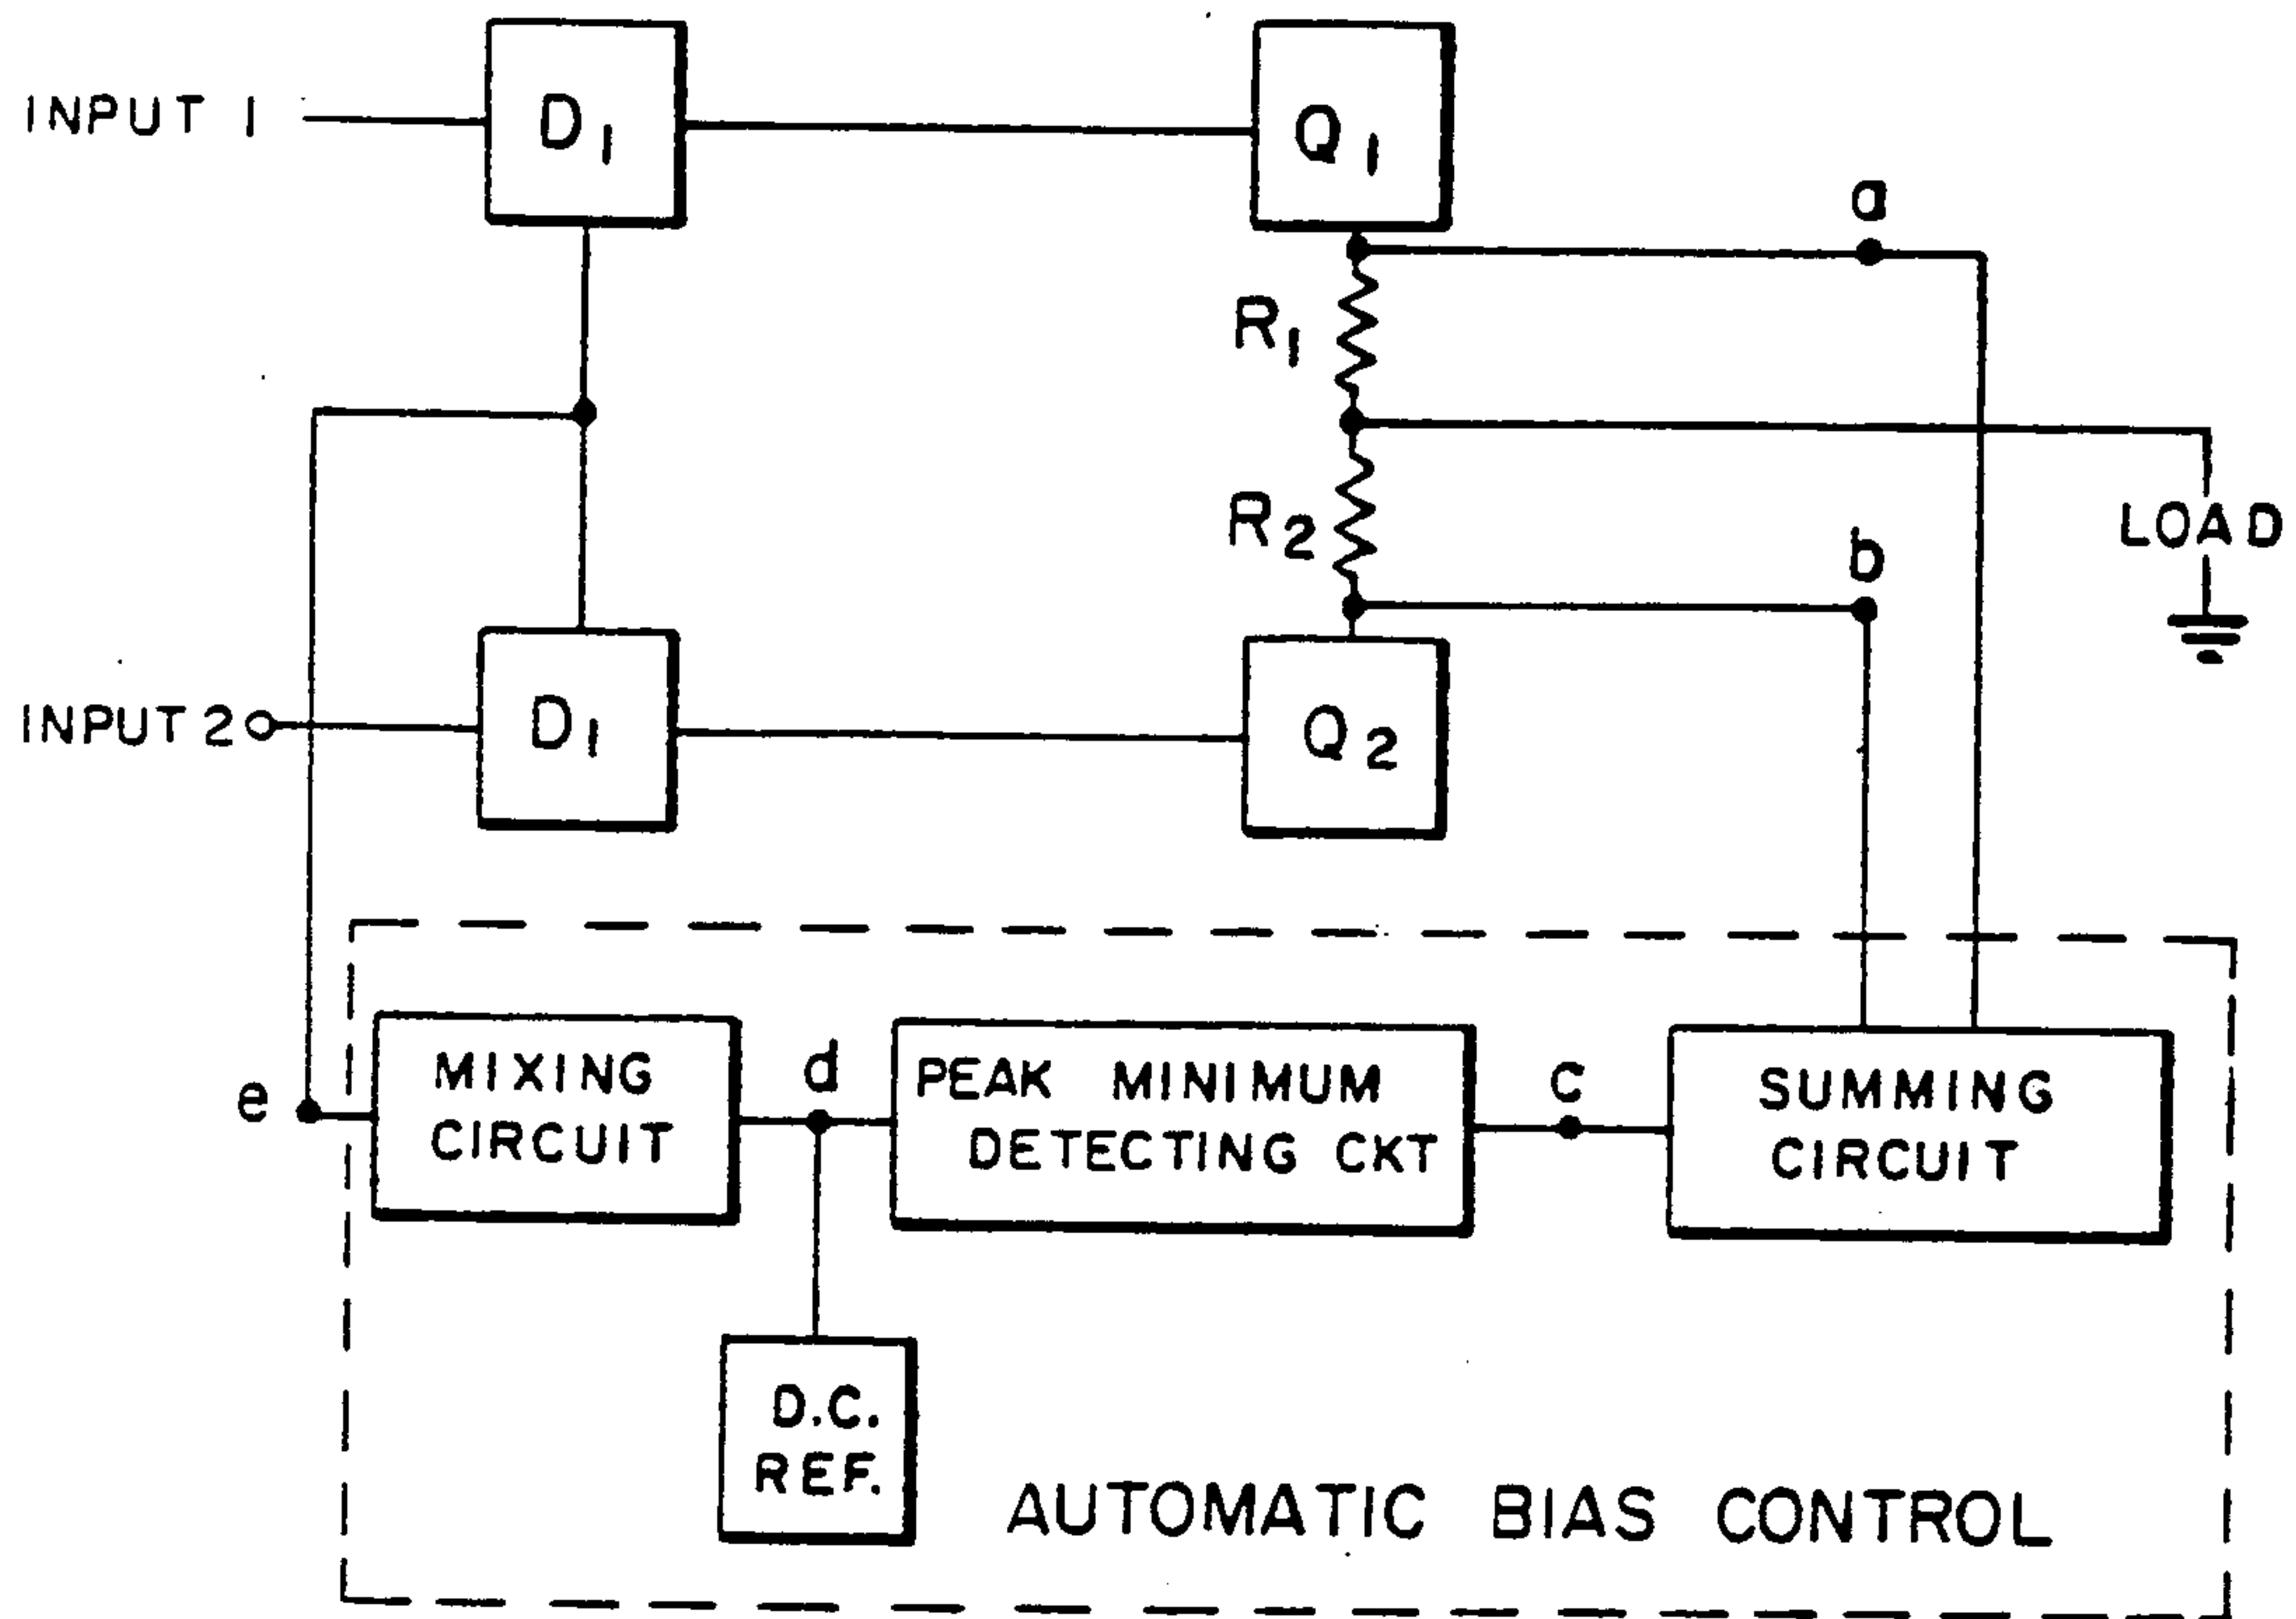 INPUT 1
D1
Q1
a
R1
R2
LOAD
b
INPUT 2
D1
Q2
e
MIXING
CIRCUIT
d
PEAK MINIMUM
DETECTING CKT
c
SUMMING
CIRCUIT
D.C.
REF.
AUTOMATIC BIAS CONTROL